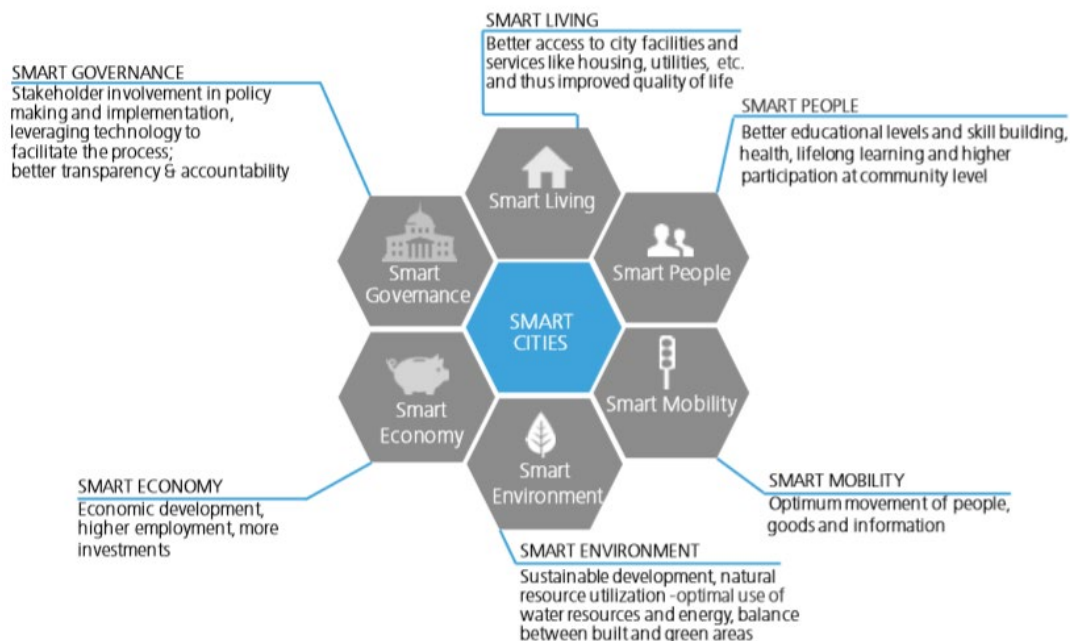 SMART LIVING
Better access to city facilities and
services like housing, utilities, etc.
and thus improved quality of life
SMART GOVERNANCE
Stakeholder involvement in policy
making and implementation,
leveraging technology to
facilitate the process;
better transparency & accountability
SMART PEOPLE
Better educational levels and skill building,
health, lifelong learning and higher
participation at community level
Smart Living
Smart
Governance
Smart People
SMART
CITIES
Smart
Economy
Smart Mobility
Smart
Environment
SMART ECONOMY
Economic development,
higher employment, more
investments
SMART MOBILITY
Optimum movement of people,
goods and information
SMART ENVIRONMENT
Sustainable development, natural
resource utilization -optimal use of
water resources and energy, balance
between built and green areas